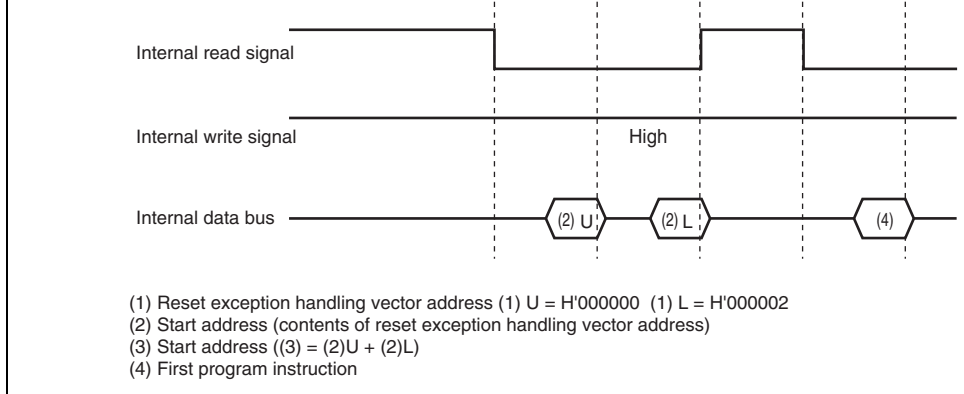 Internal read signal
Internal write signal
High
Internal data bus
(2) U
(2) L
(4)
(1) Reset exception handling vector address (1) U = H'000000 (1) L = H'000002
(2) Start address (contents of reset exception handling vector address)
(3) Start address ((3) = (2)U + (2)L)
(4) First program instruction